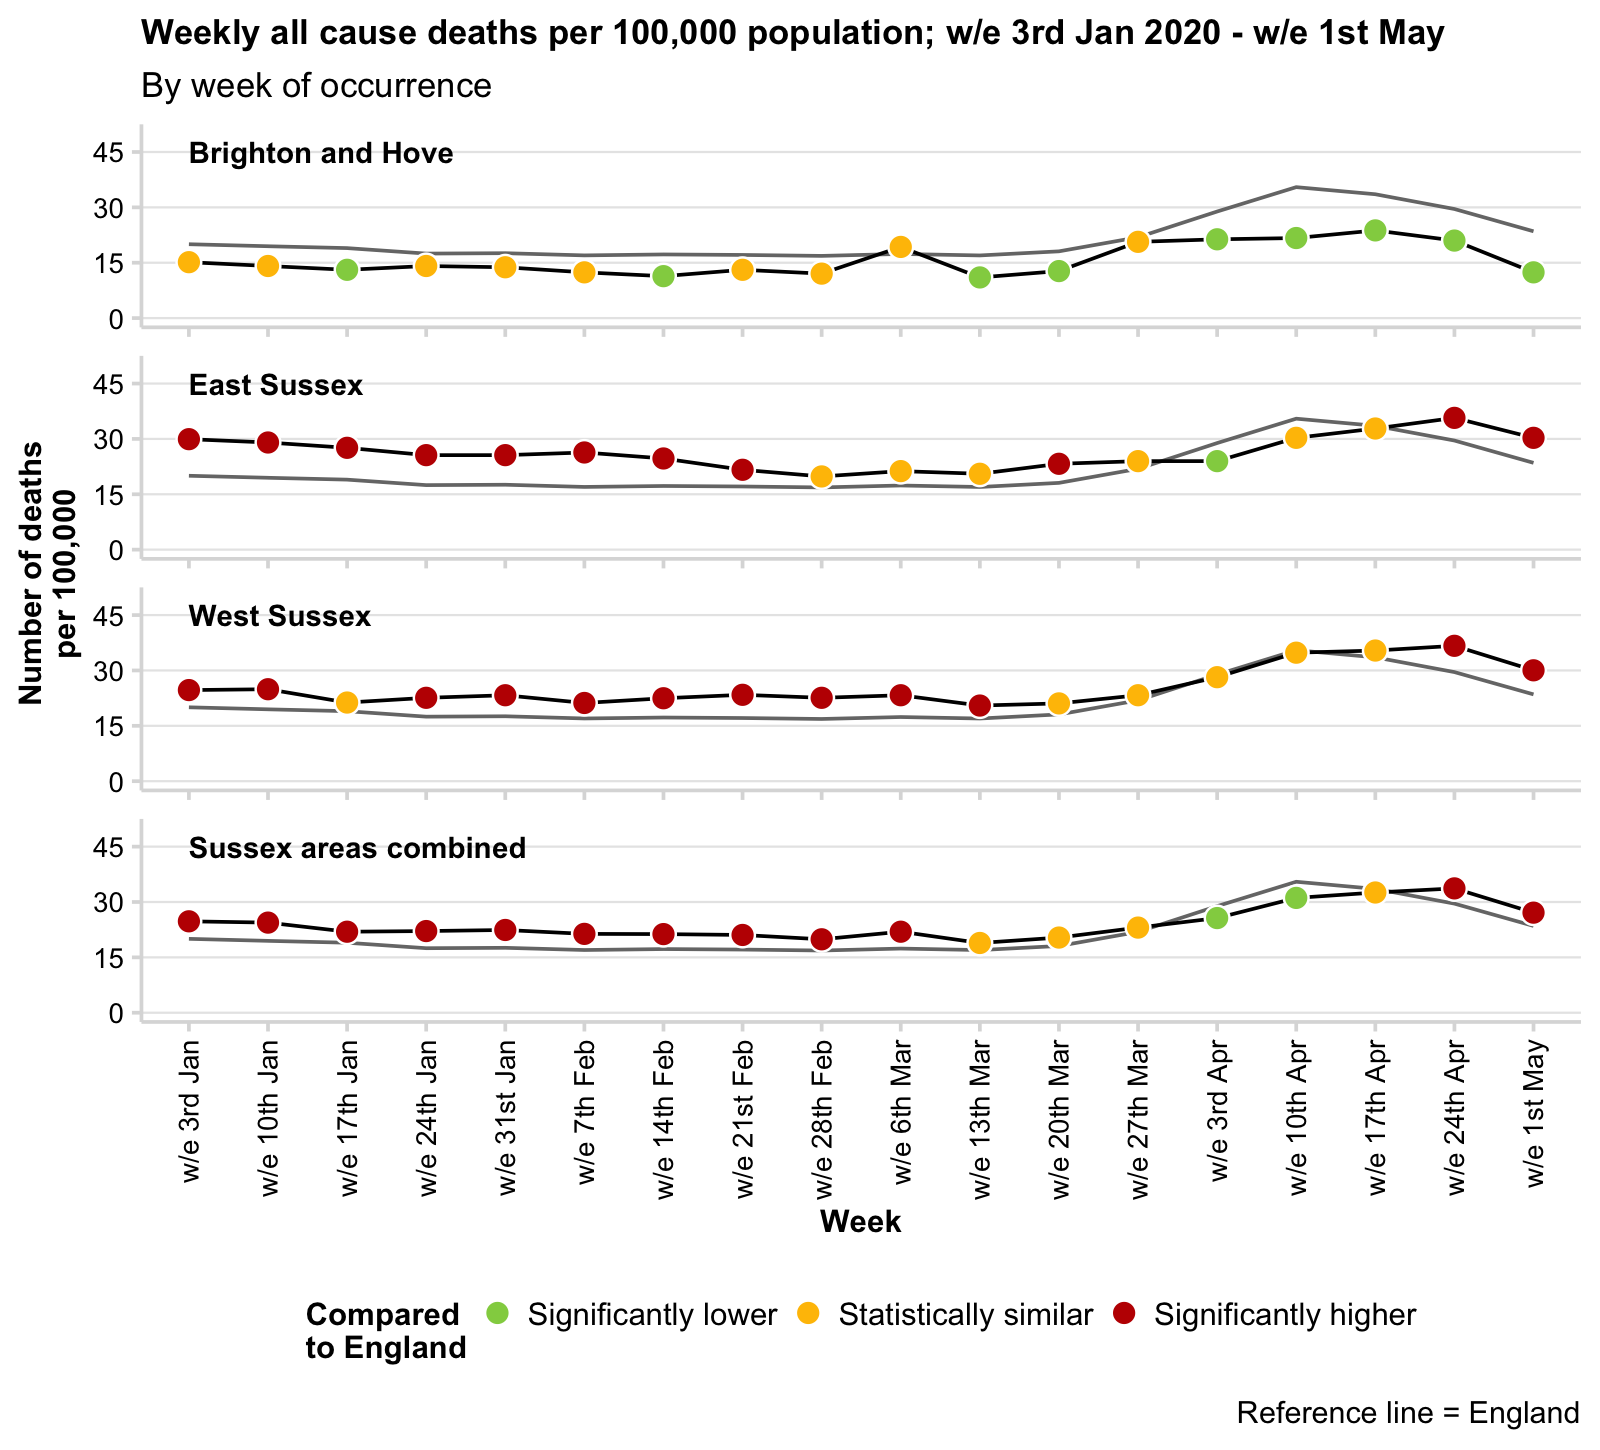 Weekly all cause deaths per 100,000 population; w/e 3rd Jan 2020 - w/e 1st May
By week of occurrence
Number of deaths
per 100,000
Brighton and Hove
45
30
15
0
East Sussex
45
30
15
0
West Sussex
45
30
15
0
Sussex areas combined
45
30
15
0
w/e 3rd Jan
w/e 10th Jan
w/e 17th Jan
w/e 24th Jan
w/e 31st Jan
w/e 7th Feb
w/e 14th Feb
w/e 21st Feb
w/e 28th Feb
w/e 6th Mar
w/e 13th Mar
w/e 20th Mar
w/e 27th Mar
w/e 3rd Apr
w/e 10th Apr
w/e 17th Apr
w/e 24th Apr
w/e 1st May
Week
Compared
to England
Significantly lower
Statistically similar
Significantly higher
Reference line = England